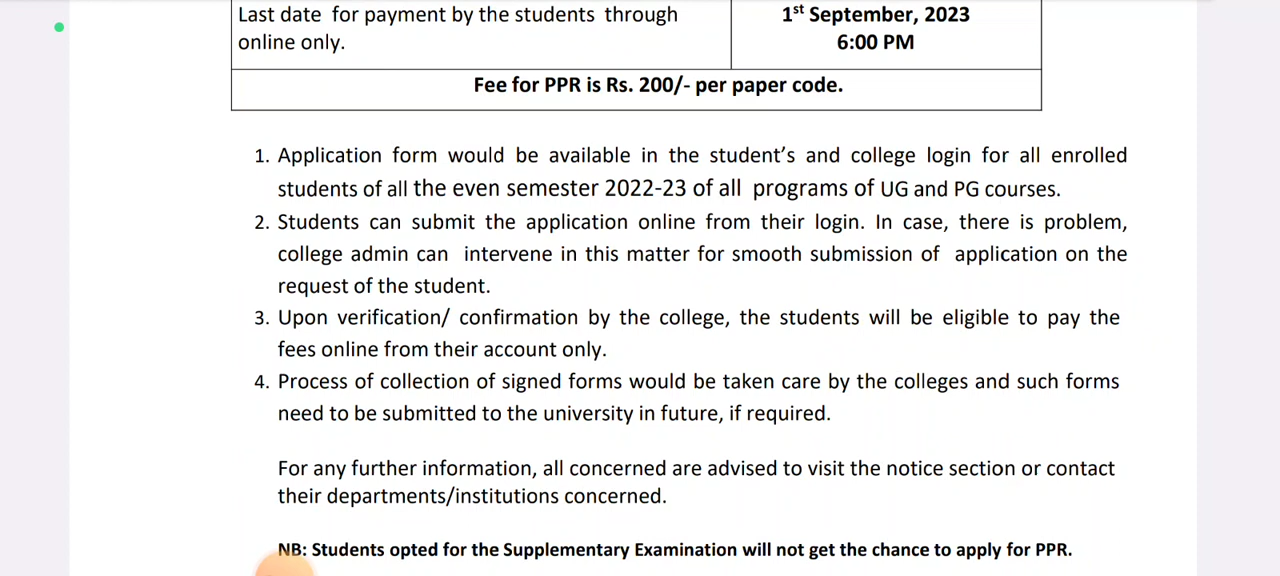 Last date for payment by the students through
online only.
1st September, 2023
6:00 PM
Fee for PPR is Rs. 200/- per paper code.
1. Application form would be available in the student’s and college login for all enrolled
students of all the even semester 2022-23 of all programs of UG and PG courses.
2. Students can submit the application online from their login. In case, there is problem,
college admin can intervene in this matter for smooth submission of application on the
request of the student.
3. Upon verification/ confirmation by the college, the students will be eligible to pay the
fees online from their account only.
4. Process of collection of signed forms would be taken care by the colleges and such forms
need to be submitted to the university in future, if required.
For any further information, all concerned are advised to visit the notice section or contact
their departments/institutions concerned.
NB: Students opted for the Supplementary Examination will not get the chance to apply for PPR.